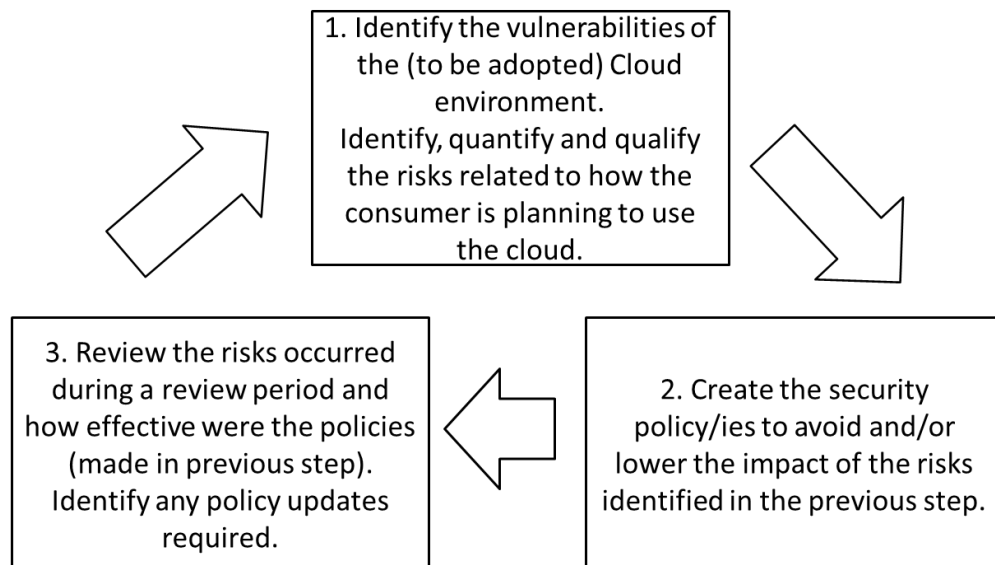 1. Identify the vulnerabilities of
the (to be adopted) Cloud
environment.
Identify, quantify and qualify
the risks related to how the
consumer is planning to use
the cloud.
2. Create the security
policy/ies to avoid and/or
lower the impact of the risks
identified in the previous step.
3. Review the risks occurred
during a review period and
how effective were the policies
(made in previous step).
Identify any policy updates
required.